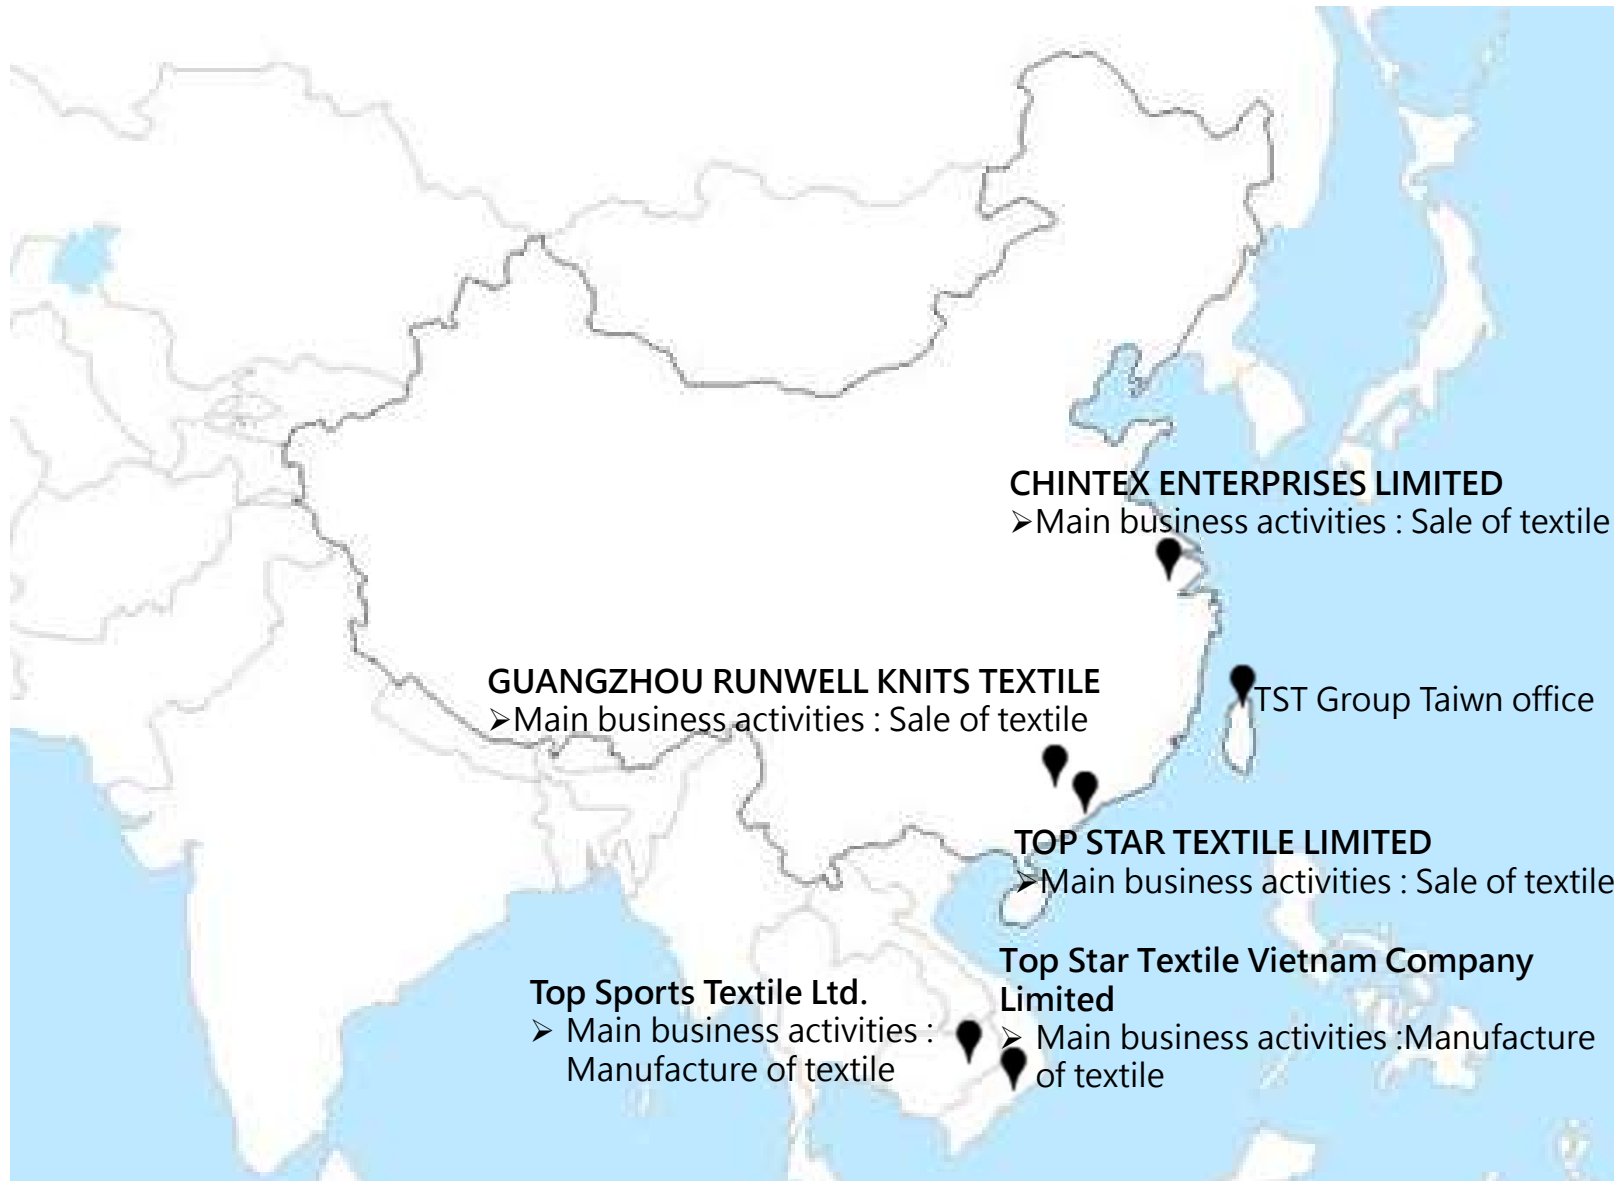 CHINTEX ENTERPRISES LIMITED
➢Main business activities : Sale of textile
GUANGZHOU RUNWELL KNITS TEXTILE
➢Main business activities : Sale of textile
TST Group Taiwn office
TOP STAR TEXTILE LIMITED
➢Main business activities : Sale of textile
Top Sports Textile Ltd.
➢ Main business activities :
Manufacture of textile
Top Star Textile Vietnam Company
Limited
➢ Main business activities :Manufacture
of textile